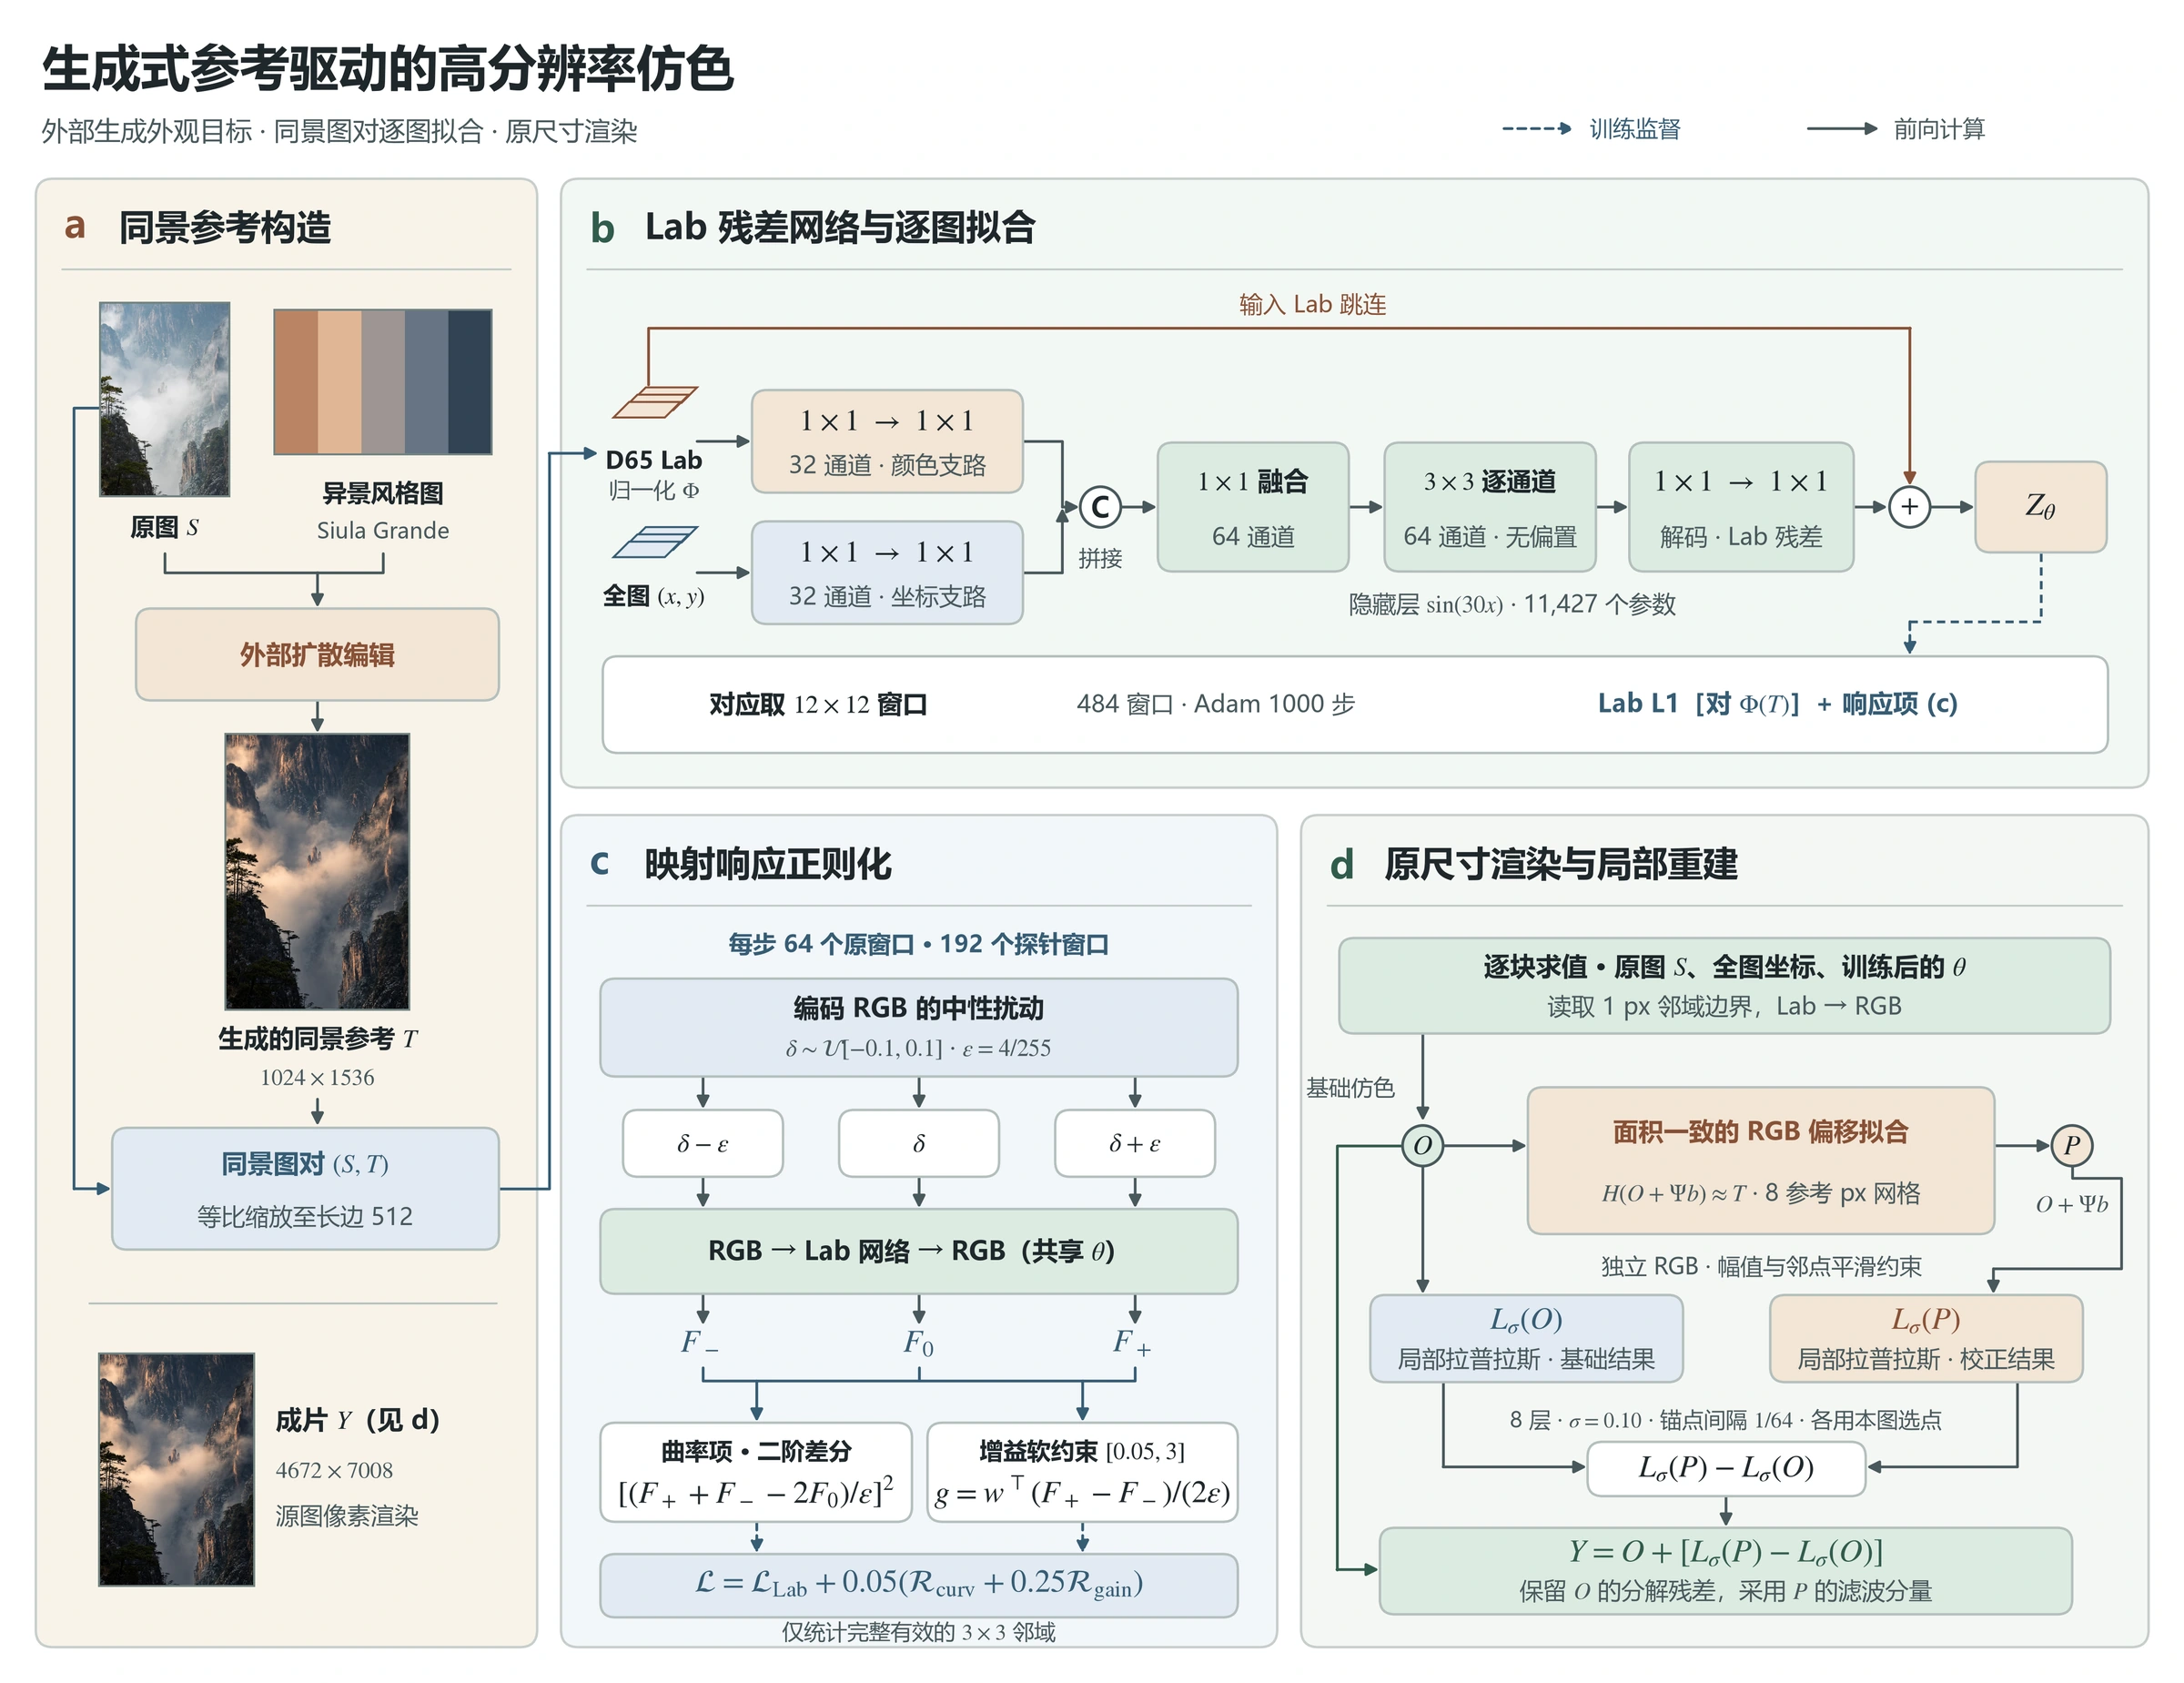 生成式参考驱动的高分辨率仿色
外部生成外观目标 · 同景图对逐图拟合 · 原尺寸渲染
训练监督
前向计算
a 同景参考构造
原图 S
异景风格图
Siula Grande
外部扩散编辑
生成的同景参考 T
1024 × 1536
同景图对 (S, T)
等比缩放至长边 512
成片 Y（见 d）
4672 × 7008
源图像素渲染
b Lab 残差网络与逐图拟合
输入 Lab 跳连
D65 Lab
归一化 Φ
全图 (x, y)
1 × 1 → 1 × 1
32 通道 · 颜色支路
1 × 1 → 1 × 1
32 通道 · 坐标支路
C
拼接
1 × 1 融合
64 通道
3 × 3 逐通道
64 通道 · 无偏置
1 × 1 → 1 × 1
解码 · Lab 残差
+
Zθ
隐藏层 sin(30x) · 11,427 个参数
对应取 12 × 12 窗口
484 窗口 · Adam 1000 步
Lab L1［对 Φ(T)］+ 响应项 (c)
c 映射响应正则化
每步 64 个原窗口 • 192 个探针窗口
编码 RGB 的中性扰动
δ ~ 𝒰[−0.1, 0.1] · ε = 4/255
δ − ε
δ
δ + ε
RGB → Lab 网络 → RGB（共享 θ）
F₋
F₀
F₊
曲率项 • 二阶差分
[(F₊ + F₋ − 2F₀)/ε]²
增益软约束 [0.05, 3]
g = w⊤(F₊ − F₋)/(2ε)
ℒ = ℒLab + 0.05(ℛcurv + 0.25ℛgain)
仅统计完整有效的 3 × 3 邻域
d 原尺寸渲染与局部重建
逐块求值 • 原图 S、全图坐标、训练后的 θ
读取 1 px 邻域边界，Lab → RGB
基础仿色
O
面积一致的 RGB 偏移拟合
H(O + Ψb) ≈ T · 8 参考 px 网格
P
O + Ψb
独立 RGB · 幅值与邻点平滑约束
Lσ(O)
局部拉普拉斯 · 基础结果
Lσ(P)
局部拉普拉斯 · 校正结果
8 层 · σ = 0.10 · 锚点间隔 1/64 · 各用本图选点
Lσ(P) − Lσ(O)
Y = O + [Lσ(P) − Lσ(O)]
保留 O 的分解残差，采用 P 的滤波分量